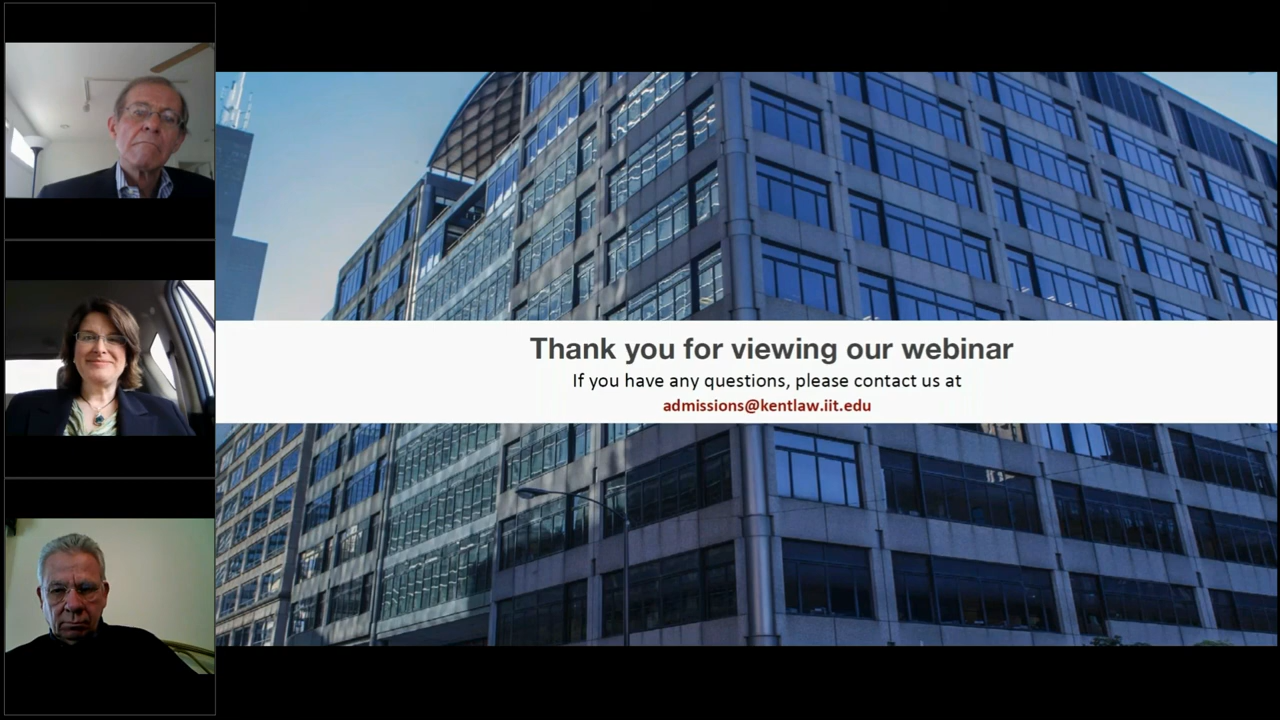 Thank you for viewing our webinar
If you have any questions, please contact us at
admissions@kentlaw.iit.edu